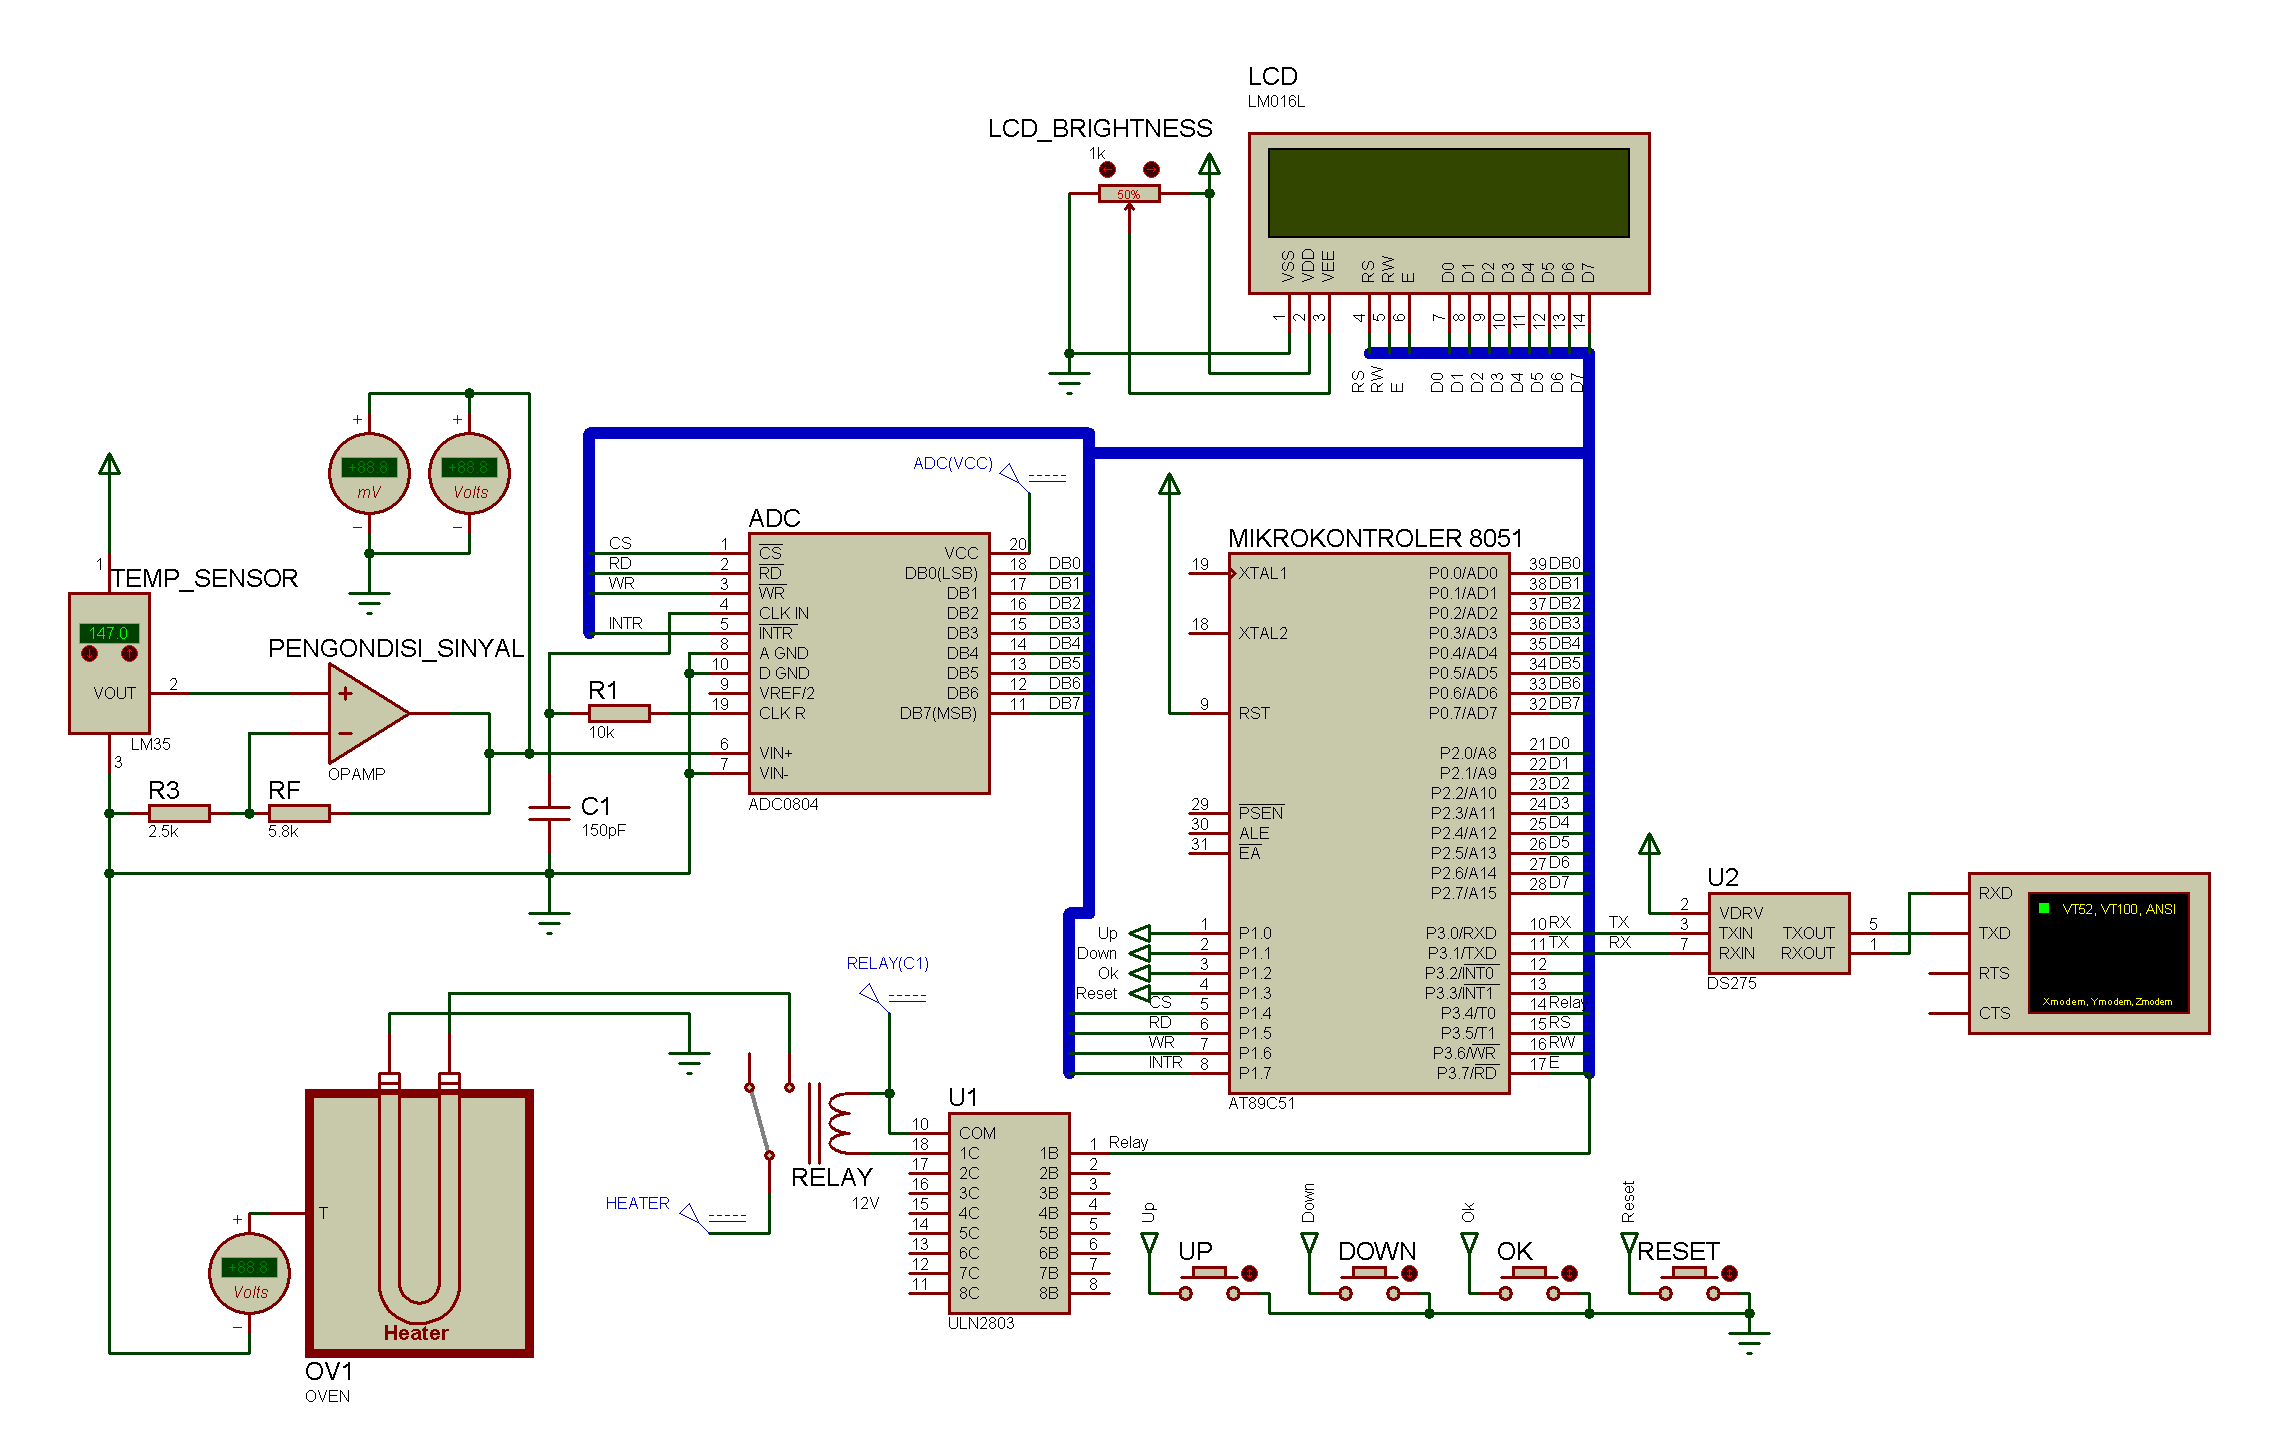 LCD
LM016L
LCD_BRIGHTNESS
1k
50%
VSS
VDD
VEE
RS
RW
E
D0
D1
D2
D3
D4
D5
D6
D7
1
2
3
4
5
6
7
8
9
10
11
12
13
14
RS
RW
E
D0
D1
D2
D3
D4
D5
D6
D7
+
+88.8
mV
−
+
+88.8
Volts
−
1
TEMP_SENSOR
147.0
VOUT
2
LM35
3
PENGONDISI_SINYAL
+
−
OPAMP
R3
2.5k
RF
5.8k
R1
10k
C1
150pF
ADC(VCC)
ADC
CS 1 CS
RD 2 RD
WR 3 WR
4 CLK IN
INTR 5 INTR
8 A GND
10 D GND
9 VREF/2
19 CLK R
6 VIN+
7 VIN-
VCC 20
DB0(LSB) 18 DB0
DB1 17 DB1
DB2 16 DB2
DB3 15 DB3
DB4 14 DB4
DB5 13 DB5
DB6 12 DB6
DB7(MSB) 11 DB7
ADC0804
MIKROKONTROLER 8051
19 XTAL1
18 XTAL2
9 RST
29 PSEN
30 ALE
31 EA
Up 1 P1.0
Down 2 P1.1
Ok 3 P1.2
Reset 4 P1.3
CS 5 P1.4
RD 6 P1.5
WR 7 P1.6
INTR 8 P1.7
P0.0/AD0 39 DB0
P0.1/AD1 38 DB1
P0.2/AD2 37 DB2
P0.3/AD3 36 DB3
P0.4/AD4 35 DB4
P0.5/AD5 34 DB5
P0.6/AD6 33 DB6
P0.7/AD7 32 DB7
P2.0/A8 21 D0
P2.1/A9 22 D1
P2.2/A10 23 D2
P2.3/A11 24 D3
P2.4/A12 25 D4
P2.5/A13 26 D5
P2.6/A14 27 D6
P2.7/A15 28 D7
P3.0/RXD 10 RX TX
P3.1/TXD 11 TX RX
P3.2/INT0 12
P3.3/INT1 13
P3.4/T0 14 Relay
P3.5/T1 15 RS
P3.6/WR 16 RW
P3.7/RD 17 E
AT89C51
U2
2 VDRV
3 TXIN TXOUT 5
7 RXIN RXOUT 1
DS275
RXD
TXD
RTS
CTS
VT52, VT100, ANSI
Xmodem, Ymodem, Zmodem
RELAY(C1)
RELAY
12V
HEATER
U1
10 COM
18 1C 1B 1 Relay
17 2C 2B 2
16 3C 3B 3
15 4C 4B 4
14 5C 5B 5
13 6C 6B 6
12 7C 7B 7
11 8C 8B 8
ULN2803
Up
UP
Down
DOWN
Ok
OK
Reset
RESET
T
+
+88.8
Volts
−
Heater
OV1
OVEN